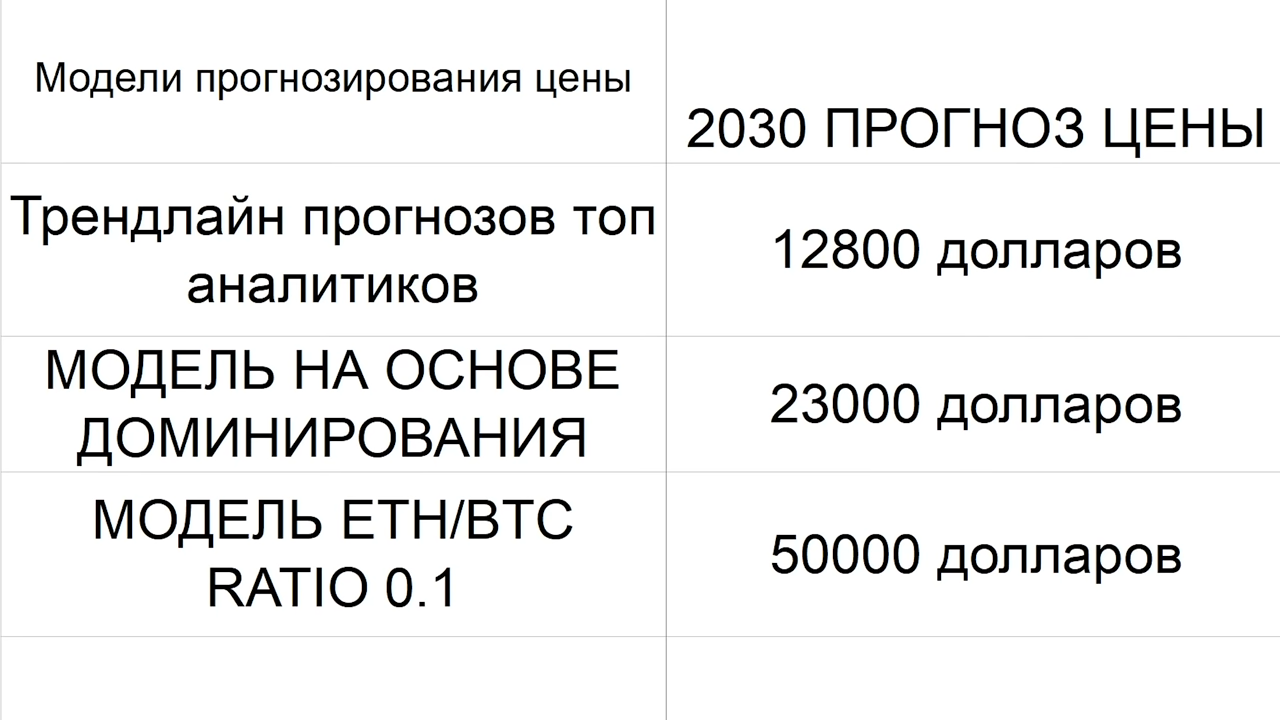 Модели прогнозирования цены
2030 ПРОГНОЗ ЦЕНЫ
Трендлайн прогнозов топ
аналитиков
12800 долларов
МОДЕЛЬ НА ОСНОВЕ
ДОМИНИРОВАНИЯ
23000 долларов
МОДЕЛЬ ETH/BTC
RATIO 0.1
50000 долларов